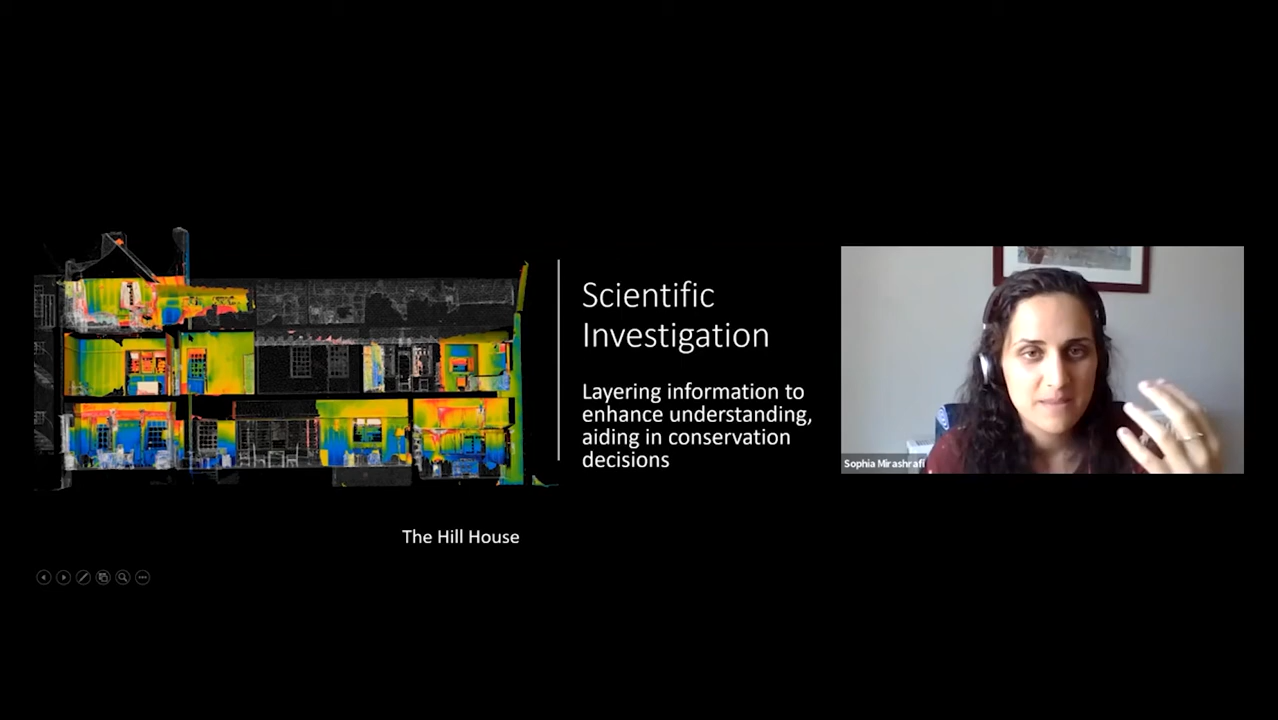 Scientific
Investigation
Layering information to
enhance understanding,
aiding in conservation
decisions
The Hill House
Sophia Mirashrafi